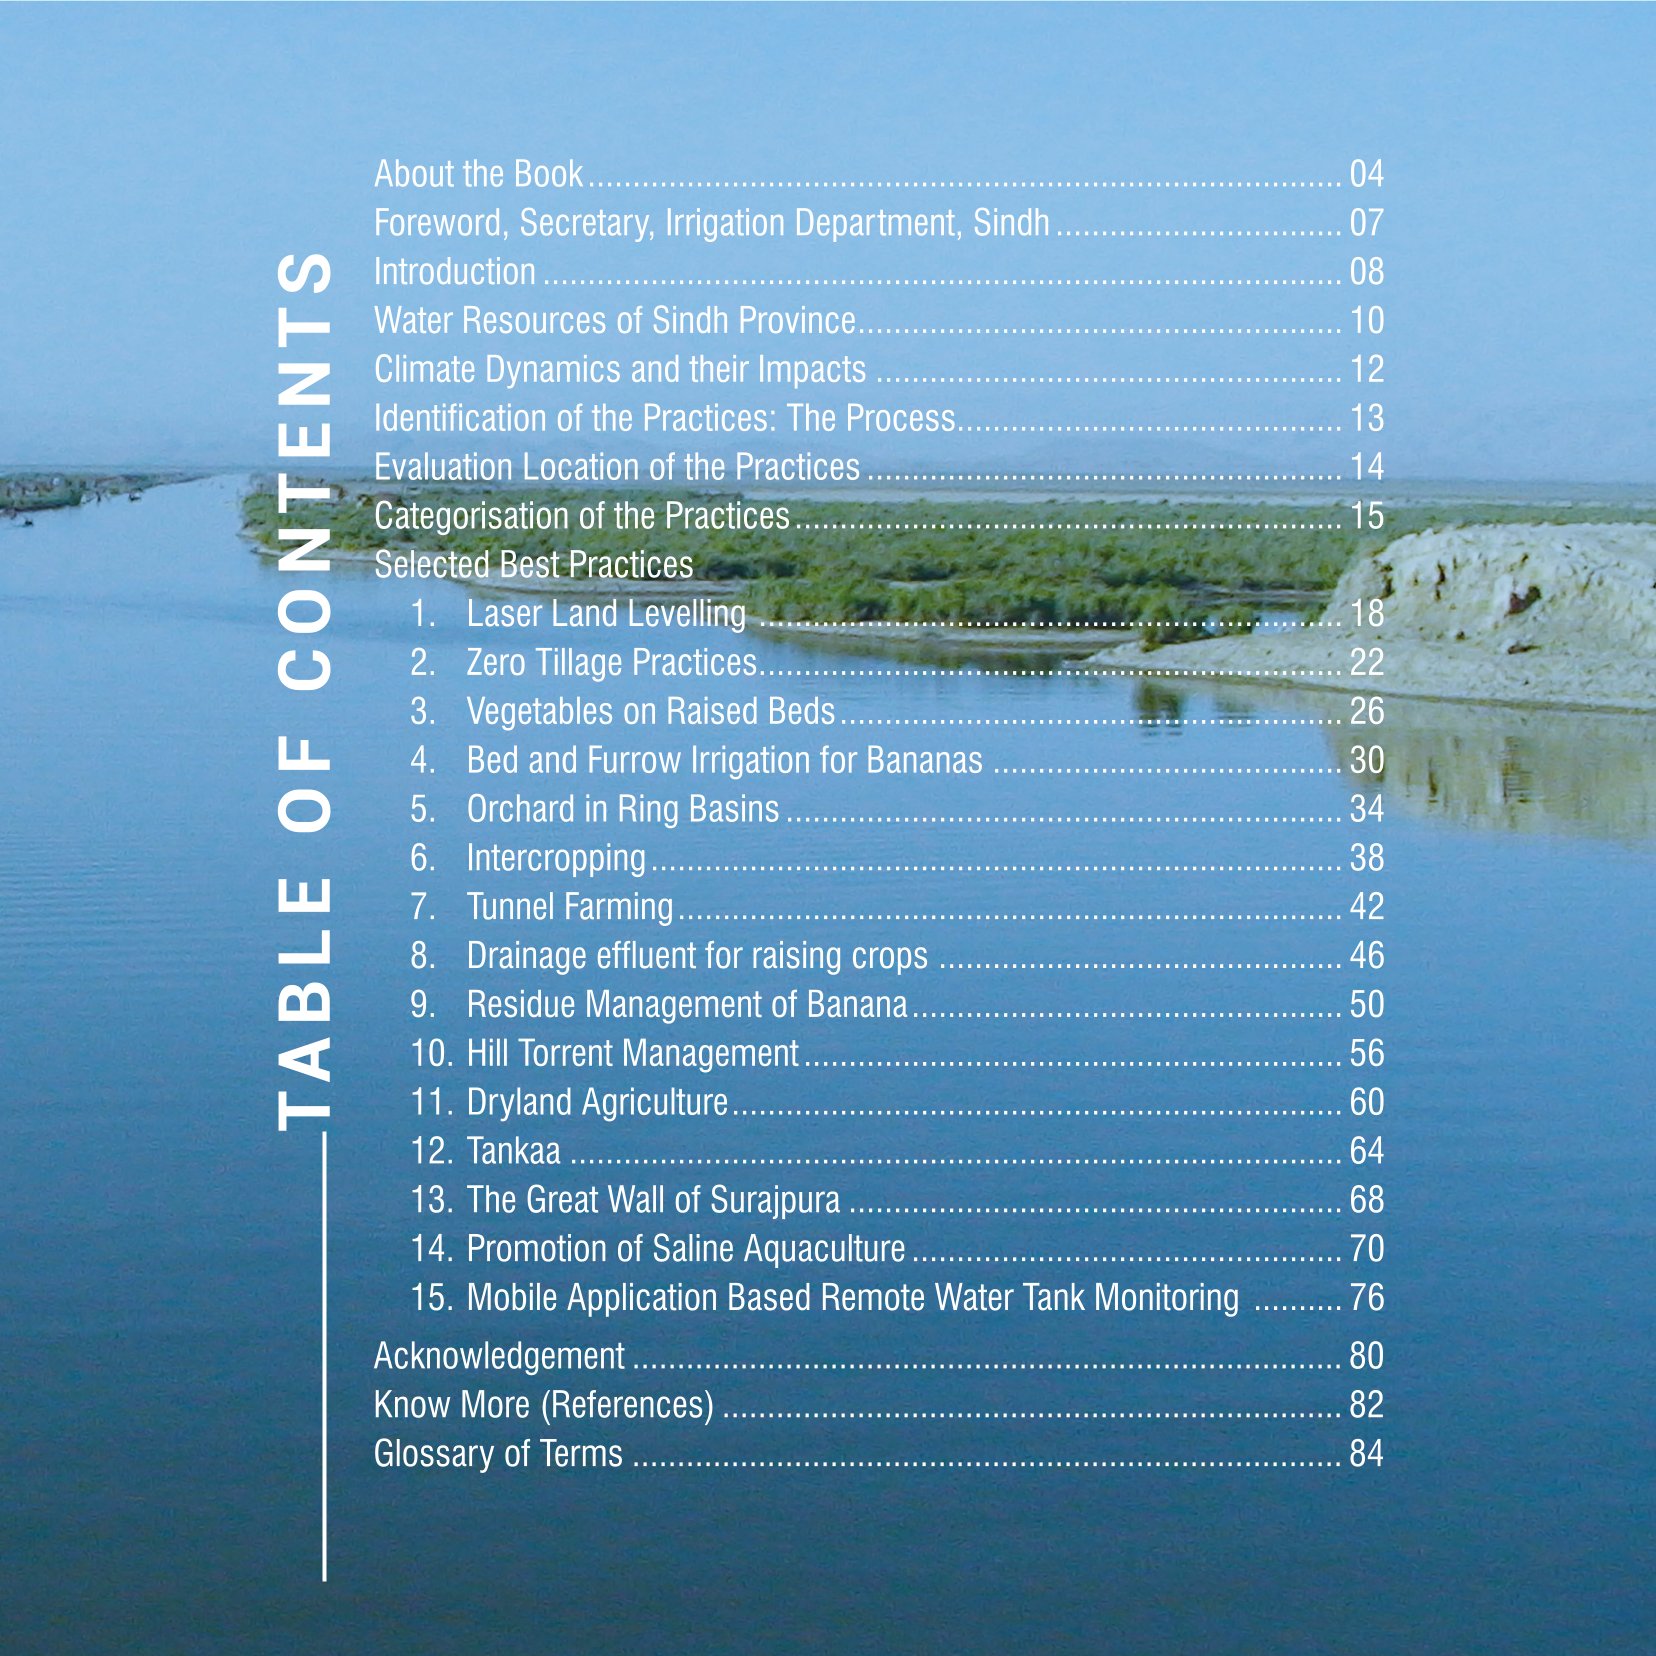 TABLE OF CONTENTS
About the Book ........ 04
Foreword, Secretary, Irrigation Department, Sindh ........ 07
Introduction ........ 08
Water Resources of Sindh Province ........ 10
Climate Dynamics and their Impacts ........ 12
Identification of the Practices: The Process ........ 13
Evaluation Location of the Practices ........ 14
Categorisation of the Practices ........ 15
Selected Best Practices
1. Laser Land Levelling ........ 18
2. Zero Tillage Practices ........ 22
3. Vegetables on Raised Beds ........ 26
4. Bed and Furrow Irrigation for Bananas ........ 30
5. Orchard in Ring Basins ........ 34
6. Intercropping ........ 38
7. Tunnel Farming ........ 42
8. Drainage effluent for raising crops ........ 46
9. Residue Management of Banana ........ 50
10. Hill Torrent Management ........ 56
11. Dryland Agriculture ........ 60
12. Tankaa ........ 64
13. The Great Wall of Surajpura ........ 68
14. Promotion of Saline Aquaculture ........ 70
15. Mobile Application Based Remote Water Tank Monitoring ........ 76
Acknowledgement ........ 80
Know More (References) ........ 82
Glossary of Terms ........ 84